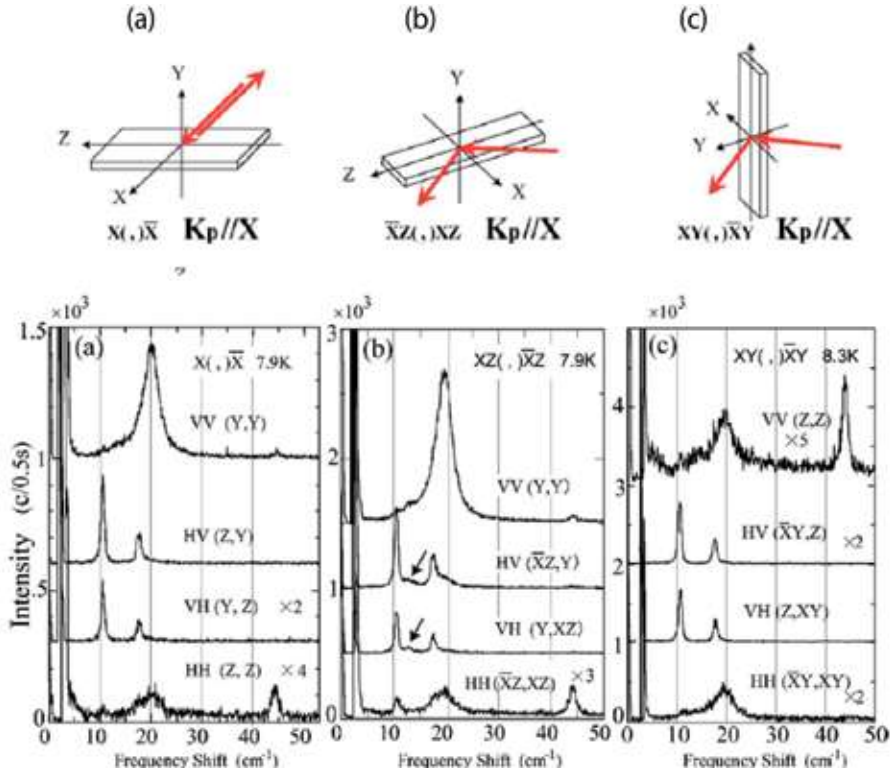 (a) (b) (c)
Y Y
Z X
Z Y
X X
X(,)X̅ Kp//X X̅Z(,)XZ Kp//X XY(,)X̅Y Kp//X
×10³ ×10³ ×10³
1.5 3
(a) (b) (c)
X(,)X̅ 7.9K XZ(,)X̅Z 7.9K XY(,)X̅Y 8.3K
4
VV (Y,Y) VV (Y,Y) VV (Z,Z)
×5
1 2
HV (Z,Y) HV (X̅Z,Y) HV (X̅Y,Z) ×2
2
.5 1
VH (Y,Z) ×2 VH (Y,XZ) VH (Z,XY)
1
HH (Z,Z) ×4 HH (X̅Z,XZ) ×3 HH (X̅Y,XY)
×2
0 0 0
0 10 20 30 40 50 0 10 20 30 40 50 0 10 20 30 40 50
Intensity (c/0.5s)
Frequency Shift (cm⁻¹) Frequency Shift (cm⁻¹) Frequency Shift (cm⁻¹)